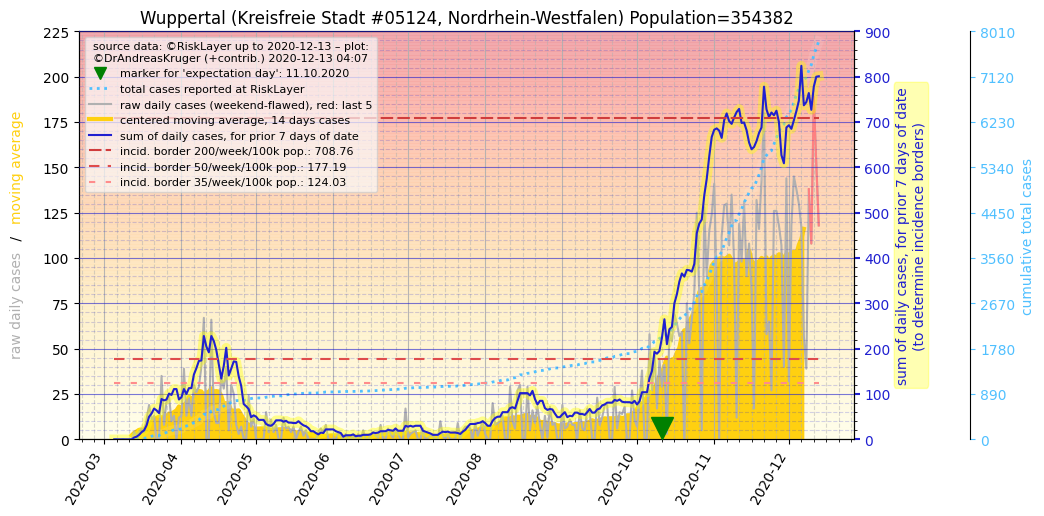 Wuppertal (Kreisfreie Stadt #05124, Nordrhein-Westfalen) Population=354382
source data: ©RiskLayer up to 2020-12-13 – plot:
©DrAndreasKruger (+contrib.) 2020-12-13 04:07
marker for 'expectation day': 11.10.2020
total cases reported at RiskLayer
raw daily cases (weekend-flawed), red: last 5
centered moving average, 14 days cases
sum of daily cases, for prior 7 days of date
incid. border 200/week/100k pop.: 708.76
incid. border 50/week/100k pop.: 177.19
incid. border 35/week/100k pop.: 124.03
raw daily cases / moving average
225
200
175
150
125
100
75
50
25
0
2020-03
2020-04
2020-05
2020-06
2020-07
2020-08
2020-09
2020-10
2020-11
2020-12
900
800
700
600
500
400
300
200
100
0
sum of daily cases, for prior 7 days of date
(to determine incidence borders)
8010
7120
6230
5340
4450
3560
2670
1780
890
0
cumulative total cases